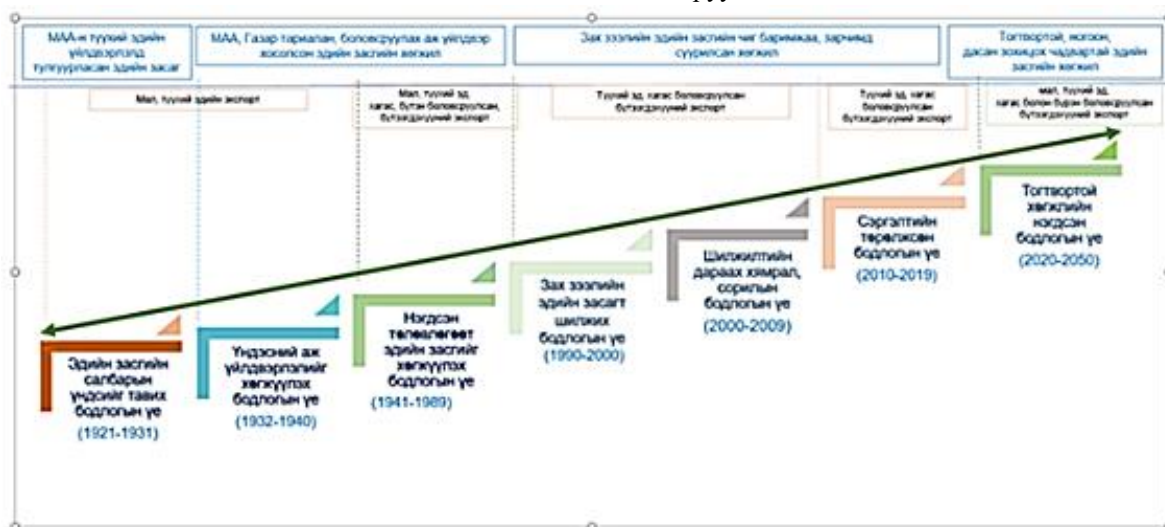 МАА-н түүхий эдийн
үйлдвэрлэлд
тулгуурласан эдийн засаг
МАА, Газар тариалан, боловсруулах аж үйлдвэр
хосолсон эдийн засгийн хөгжил
Зах зээлийн эдийн засгийн чиг баримжаа, зарчимд
суурилсан хөгжил
Тогтвортой, ногоон,
дасан зохицох чадвартай эдийн
засгийн хөгжил
Мал, түүхий эдийн экспорт
Мал, түүхий эд,
хагас, бүтэн боловсруулсан,
бүтээгдэхүүний экспорт
Түүхий эд, хагас боловсруулсан
бүтээгдэхүүний экспорт
Түүхий эд, хагас
боловсруулсан
бүтээгдэхүүний экспорт
мал, түүхий эд,
хагас болон бүрэн боловсруулсан
бүтээгдэхүүний экспорт
Эдийн засгийн
салбарын
үндсийг тавих
бодлогын үе
(1921-1931)
Үндэсний аж
үйлдвэрлэлийг
хөгжүүлэх
бодлогын үе
(1932-1940)
Нэгдсэн
төлөвлөгөөт
эдийн засгийг
хөгжүүлэх
бодлогын үе
(1941-1989)
Зах зээлийн
эдийн засагт
шилжих
бодлогын үе
(1990-2000)
Шилжилтийн
дараах хямрал,
сорилын
бодлогын үе
(2000-2009)
Сэргэлтийн
төрөлжсөн
бодлогын үе
(2010-2019)
Тогтвортой
хөгжлийн
нэгдсэн
бодлогын үе
(2020-2050)